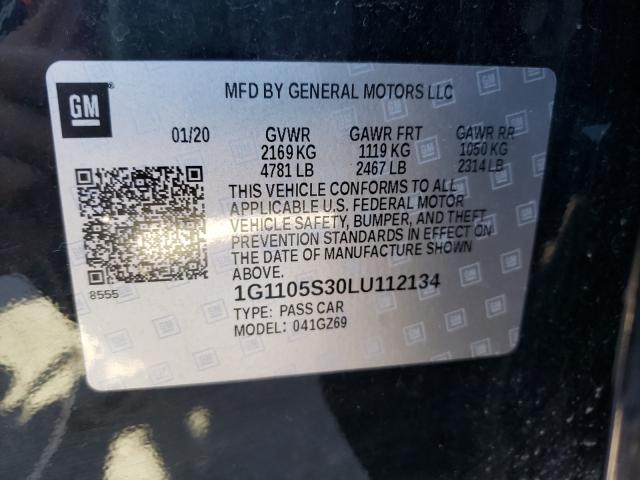 GM
MFD BY GENERAL MOTORS LLC
01/20 GVWR GAWR FRT GAWR RR
2169 KG 1119 KG 1050 KG
4781 LB 2467 LB 2314 LB
THIS VEHICLE CONFORMS TO ALL
APPLICABLE U.S. FEDERAL MOTOR
VEHICLE SAFETY, BUMPER, AND THEFT
PREVENTION STANDARDS IN EFFECT ON
THE DATE OF MANUFACTURE SHOWN
ABOVE.
8555
1G1105S30LU112134
TYPE: PASS CAR
MODEL: 041GZ69